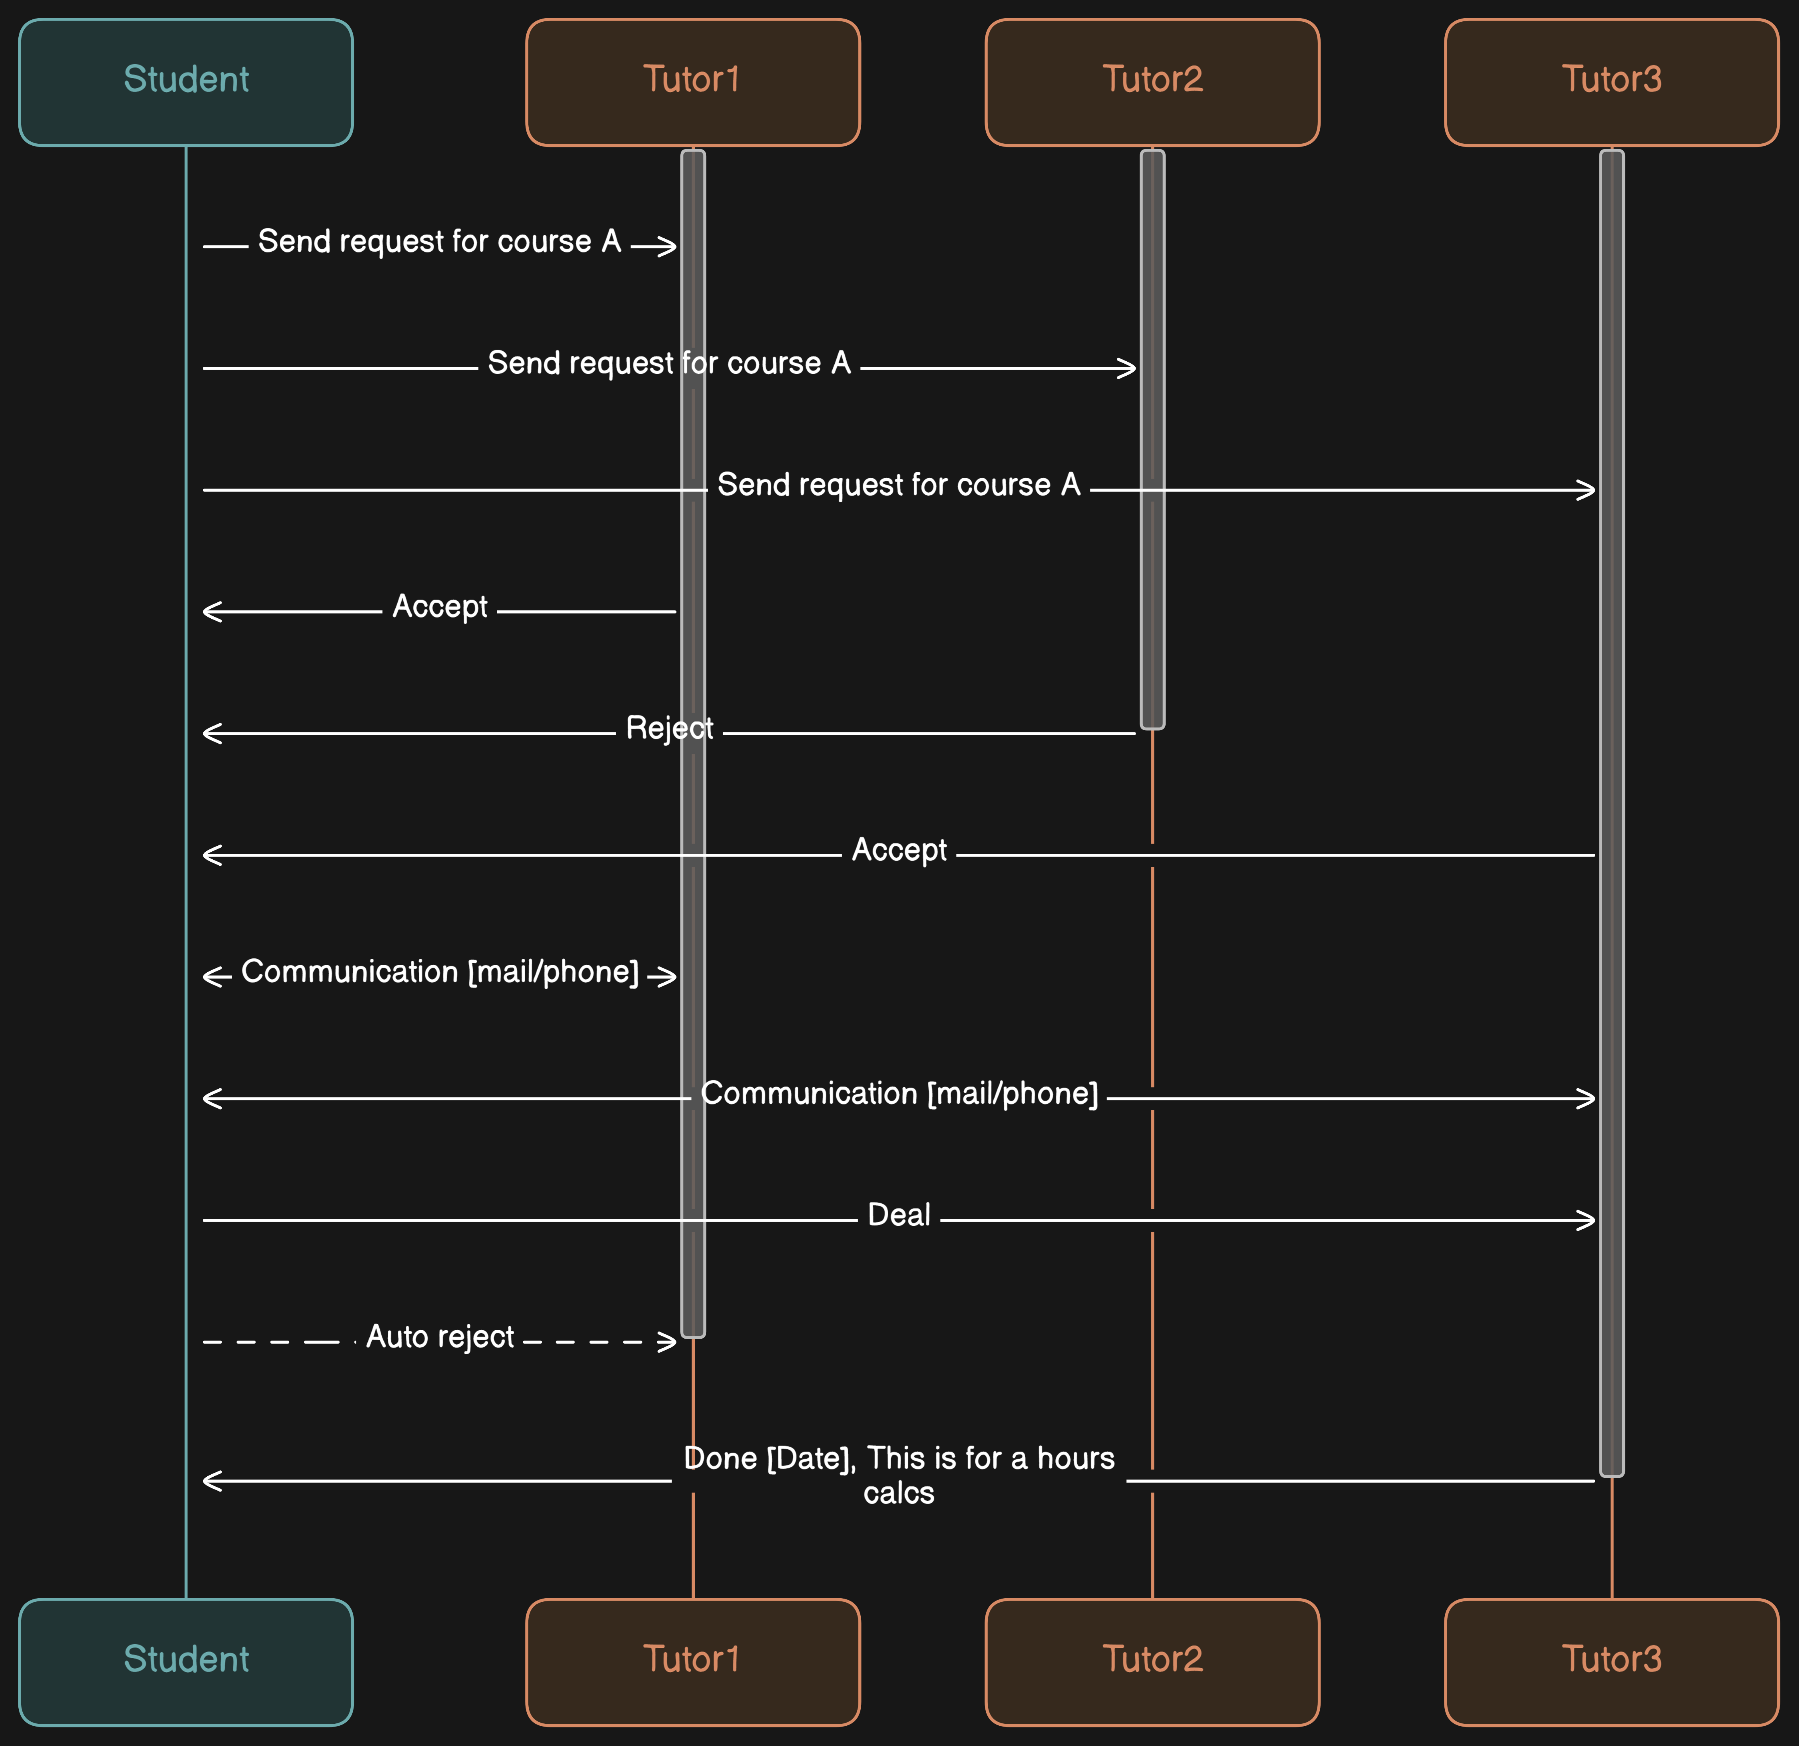 Student
Tutor1
Tutor2
Tutor3
Send request for course A
Send request for course A
Send request for course A
Accept
Reject
Accept
Communication [mail/phone]
Communication [mail/phone]
Deal
Auto reject
Done [Date], This is for a hours
calcs
Student
Tutor1
Tutor2
Tutor3